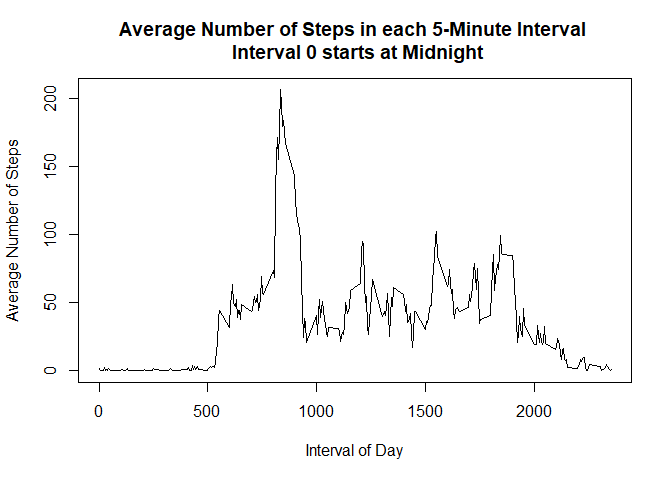 Average Number of Steps in each 5-Minute Interval
Interval 0 starts at Midnight
Average Number of Steps
200
150
100
50
0
0 500 1000 1500 2000
Interval of Day